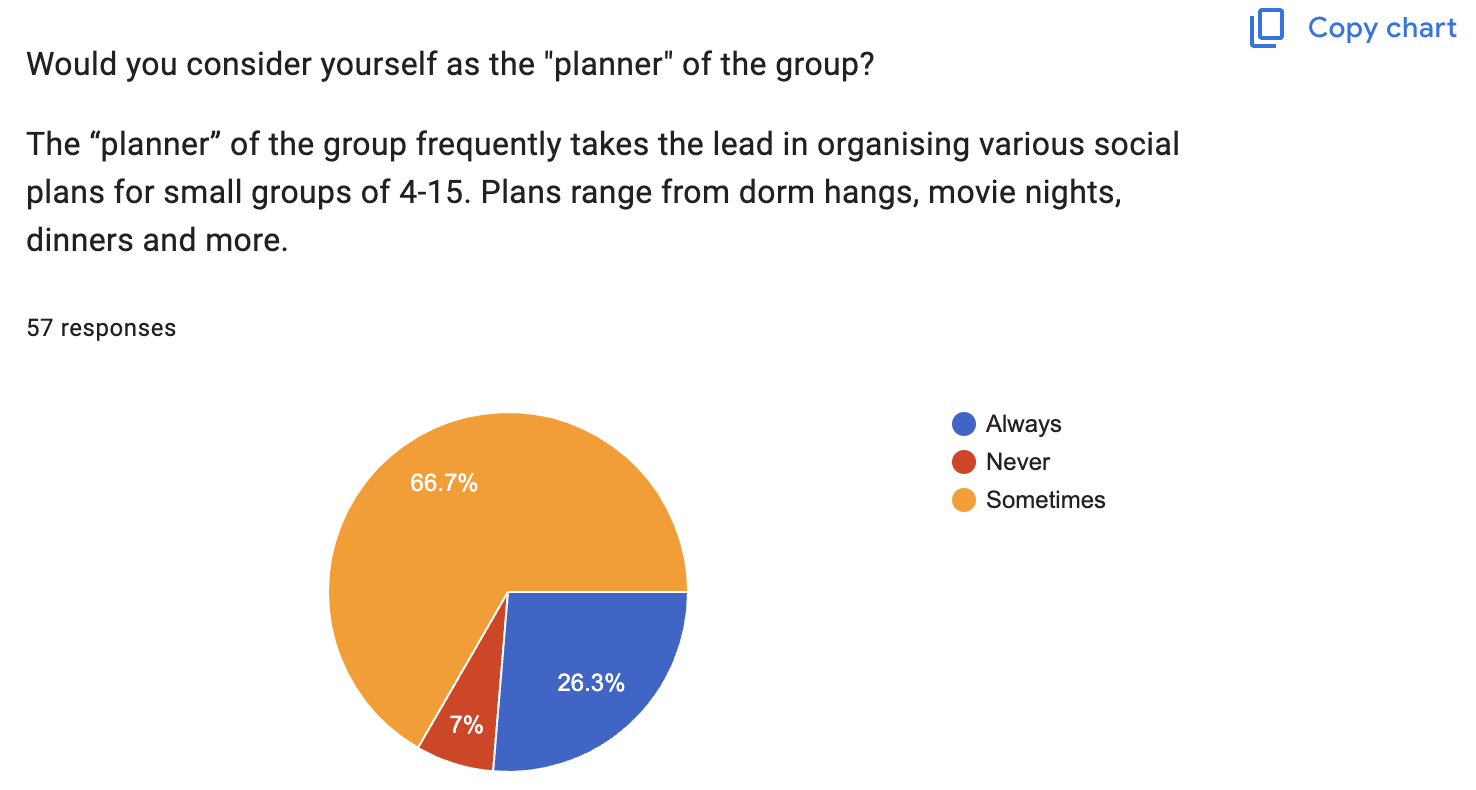 Copy chart
Would you consider yourself as the "planner" of the group?
The “planner” of the group frequently takes the lead in organising various social
plans for small groups of 4-15. Plans range from dorm hangs, movie nights,
dinners and more.
57 responses
Always
Never
Sometimes
66.7%
26.3%
7%